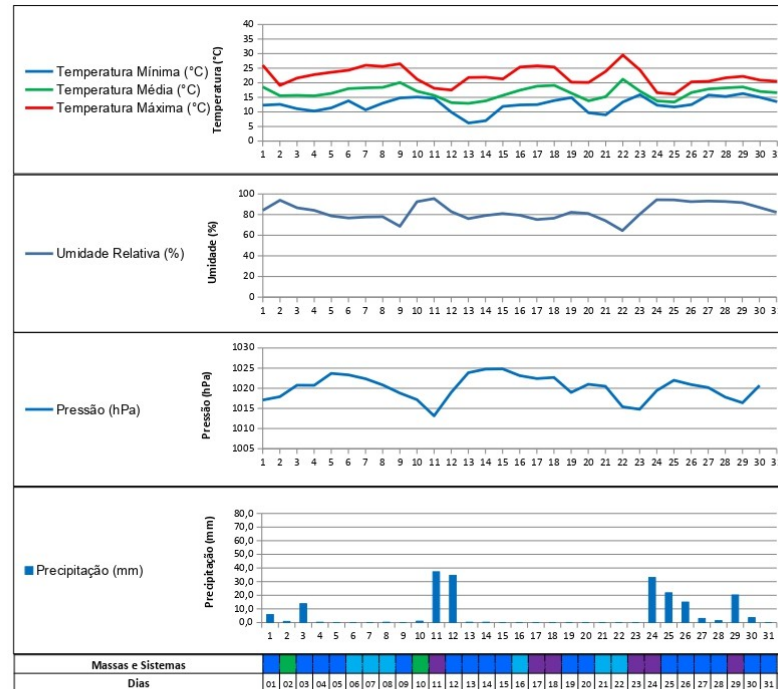 40
35
30
25
20
15
10
5
0
Temperatura (°C)
Temperatura Mínima (°C)
Temperatura Média (°C)
Temperatura Máxima (°C)
1 2 3 4 5 6 7 8 9 10 11 12 13 14 15 16 17 18 19 20 21 22 23 24 25 26 27 28 29 30 31
100
80
60
40
20
0
Umidade (%)
Umidade Relativa (%)
1 2 3 4 5 6 7 8 9 10 11 12 13 14 15 16 17 18 19 20 21 22 23 24 25 26 27 28 29 30 3
1030
1025
1020
1015
1010
1005
Pressão (hPa)
Pressão (hPa)
1 2 3 4 5 6 7 8 9 10 11 12 13 14 15 16 17 18 19 20 21 22 23 24 25 26 27 28 29 30 31
80,0
70,0
60,0
50,0
40,0
30,0
20,0
10,0
0,0
Precipitação (mm)
Precipitação (mm)
1 2 3 4 5 6 7 8 9 10 11 12 13 14 15 16 17 18 19 20 21 22 23 24 25 26 27 28 29 30 31
Massas e Sistemas
Dias 01 02 03 04 05 06 07 08 09 10 11 12 13 14 15 16 17 18 19 20 21 22 23 24 25 26 27 28 29 30 31